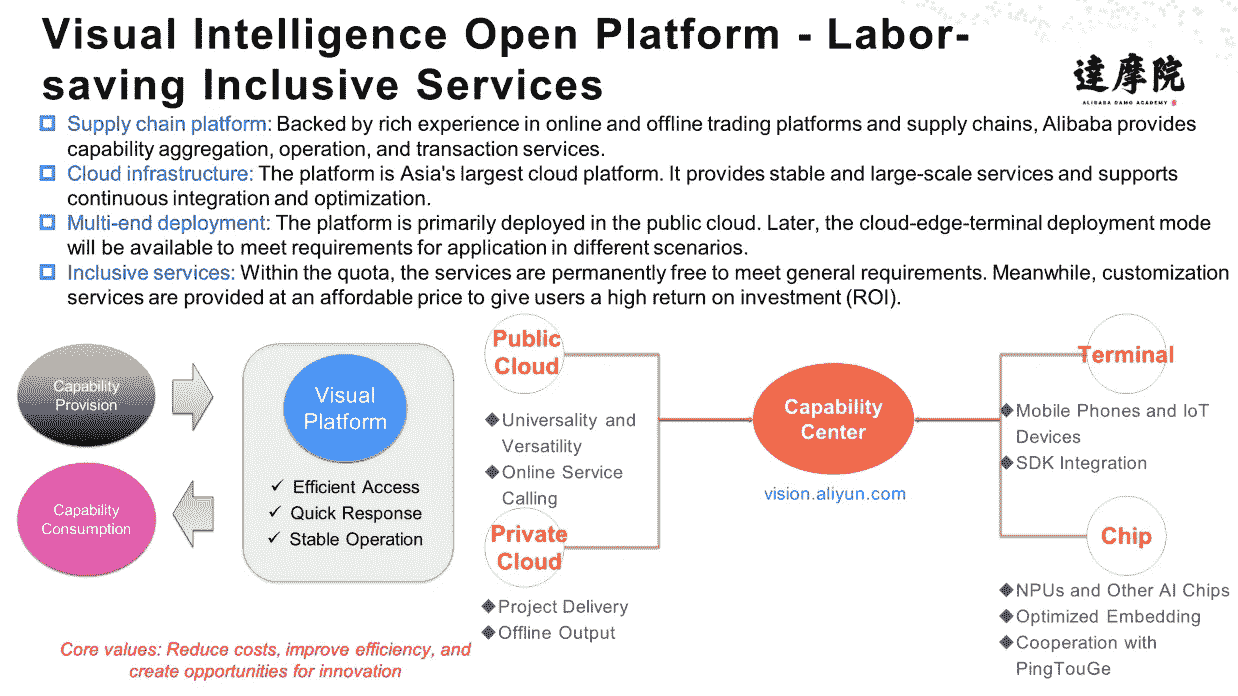 Visual Intelligence Open Platform - Labor-
saving Inclusive Services
達摩院
ALIBABA DAMO ACADEMY
Supply chain platform: Backed by rich experience in online and offline trading platforms and supply chains, Alibaba provides
capability aggregation, operation, and transaction services.
Cloud infrastructure: The platform is Asia's largest cloud platform. It provides stable and large-scale services and supports
continuous integration and optimization.
Multi-end deployment: The platform is primarily deployed in the public cloud. Later, the cloud-edge-terminal deployment mode
will be available to meet requirements for application in different scenarios.
Inclusive services: Within the quota, the services are permanently free to meet general requirements. Meanwhile, customization
services are provided at an affordable price to give users a high return on investment (ROI).
Capability
Provision
Capability
Consumption
Visual
Platform
✓ Efficient Access
✓ Quick Response
✓ Stable Operation
Core values: Reduce costs, improve efficiency, and
create opportunities for innovation
Public
Cloud
◆Universality and
Versatility
◆Online Service
Calling
Private
Cloud
◆Project Delivery
◆Offline Output
Capability
Center
vision.aliyun.com
Terminal
◆Mobile Phones and IoT
Devices
◆SDK Integration
Chip
◆NPUs and Other AI Chips
◆Optimized Embedding
◆Cooperation with
PingTouGe